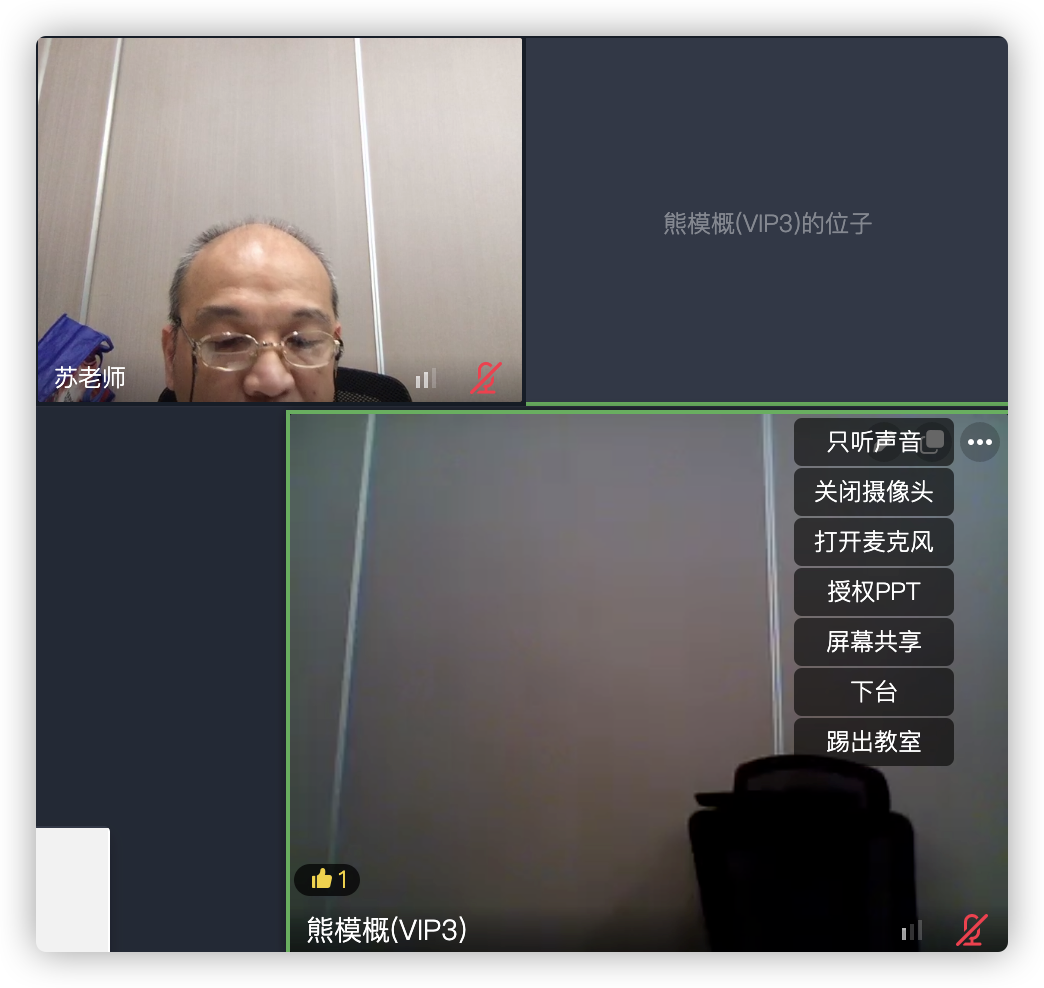 熊模概(VIP3)的位子
苏老师
只听声音
关闭摄像头
打开麦克风
授权PPT
屏幕共享
下台
踢出教室
1
熊模概(VIP3)